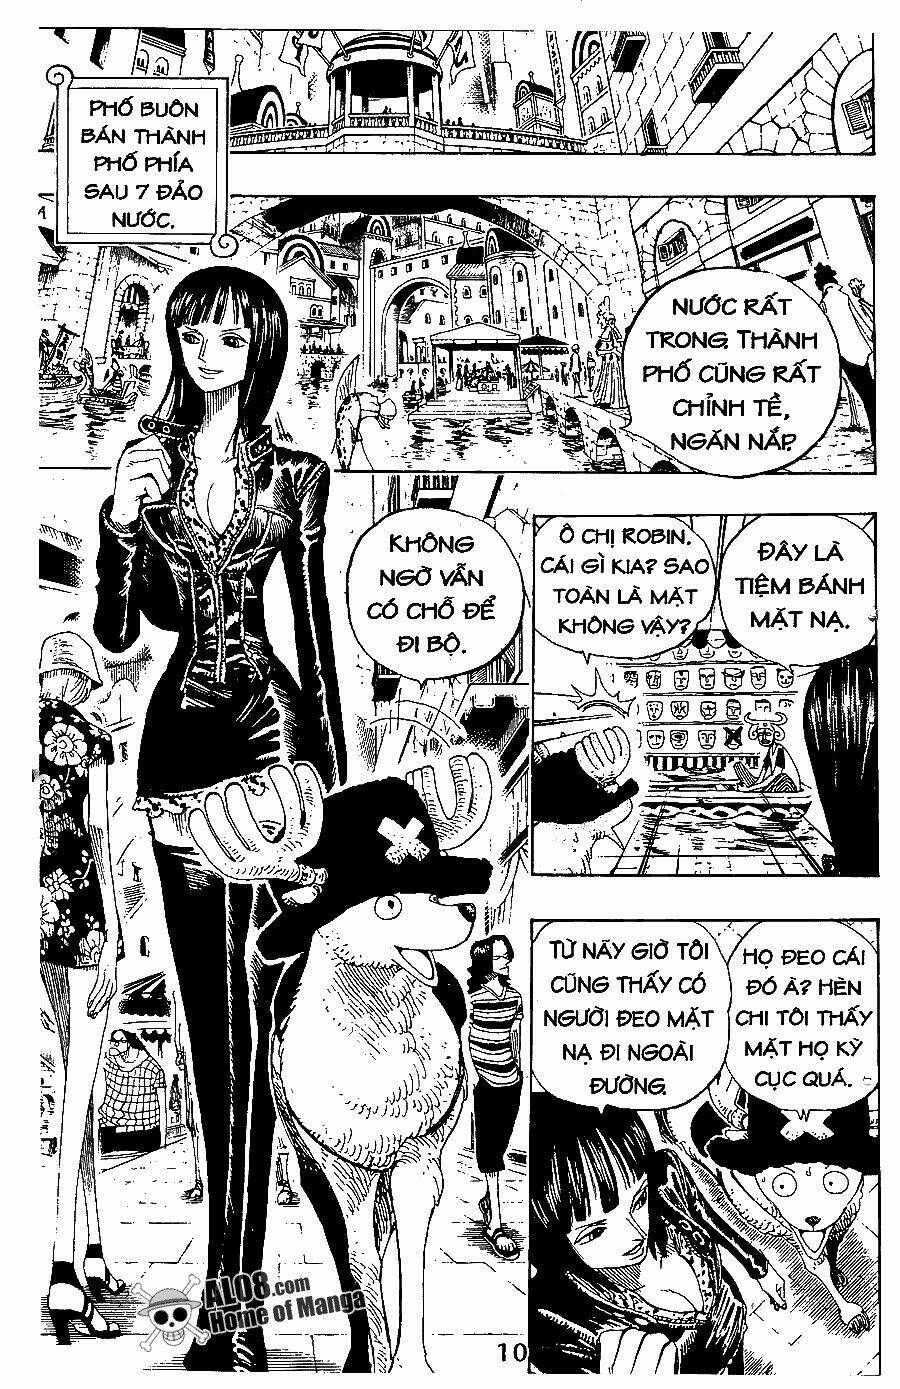 PHỐ BUÔN
BÁN THÀNH
PHỐ PHÍA
SAU 7 ĐẢO
NƯỚC.
NƯỚC RẤT
TRONG THÀNH
PHỐ CŨNG RẤT
CHỈNH TỀ,
NGĂN NẮP.
KHÔNG
NGỜ VẪN
CÓ CHỖ ĐỂ
ĐI BỘ.
Ô CHỊ ROBIN.
CÁI GÌ KIA? SAO
TOÀN LÀ MẶT
KHÔNG VẬY?
ĐÂY LÀ
TIỆM BÁNH
MẶT NẠ.
TỪ NÃY GIỜ TÔI
CŨNG THẤY CÓ
NGƯỜI ĐEO MẶT
NẠ ĐI NGOÀI
ĐƯỜNG.
HỌ ĐEO CÁI
ĐÓ À? HÈN
CHI TÔI THẤY
MẶT HỌ KỲ
CỤC QUÁ.
ALO8.com
Home of Manga
10